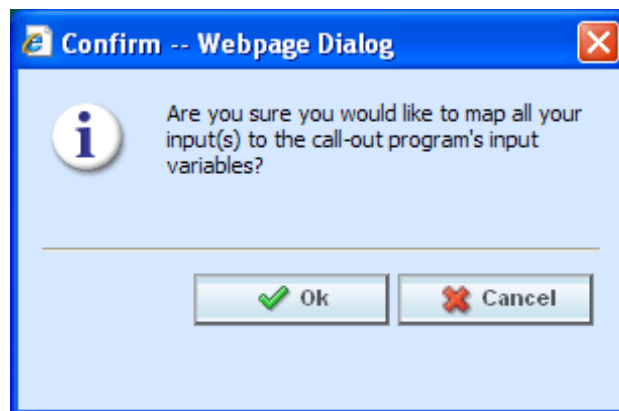 Confirm -- Webpage Dialog
Are you sure you would like to map all your
input(s) to the call-out program's input
variables?
Ok
Cancel